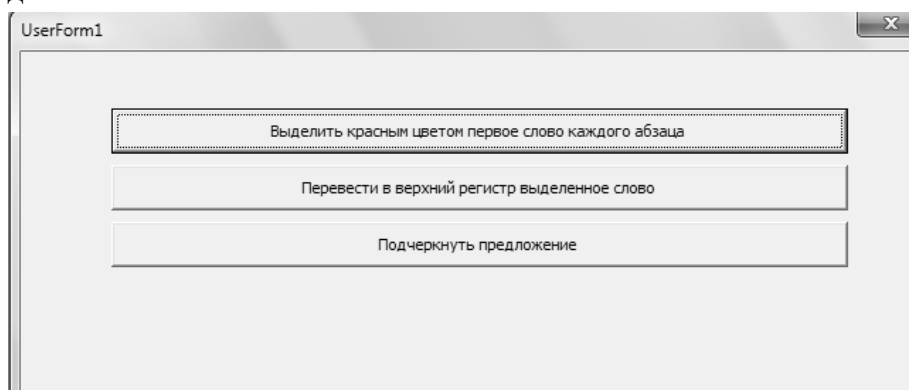 UserForm1
Выделить красным цветом первое слово каждого абзаца
Перевести в верхний регистр выделенное слово
Подчеркнуть предложение